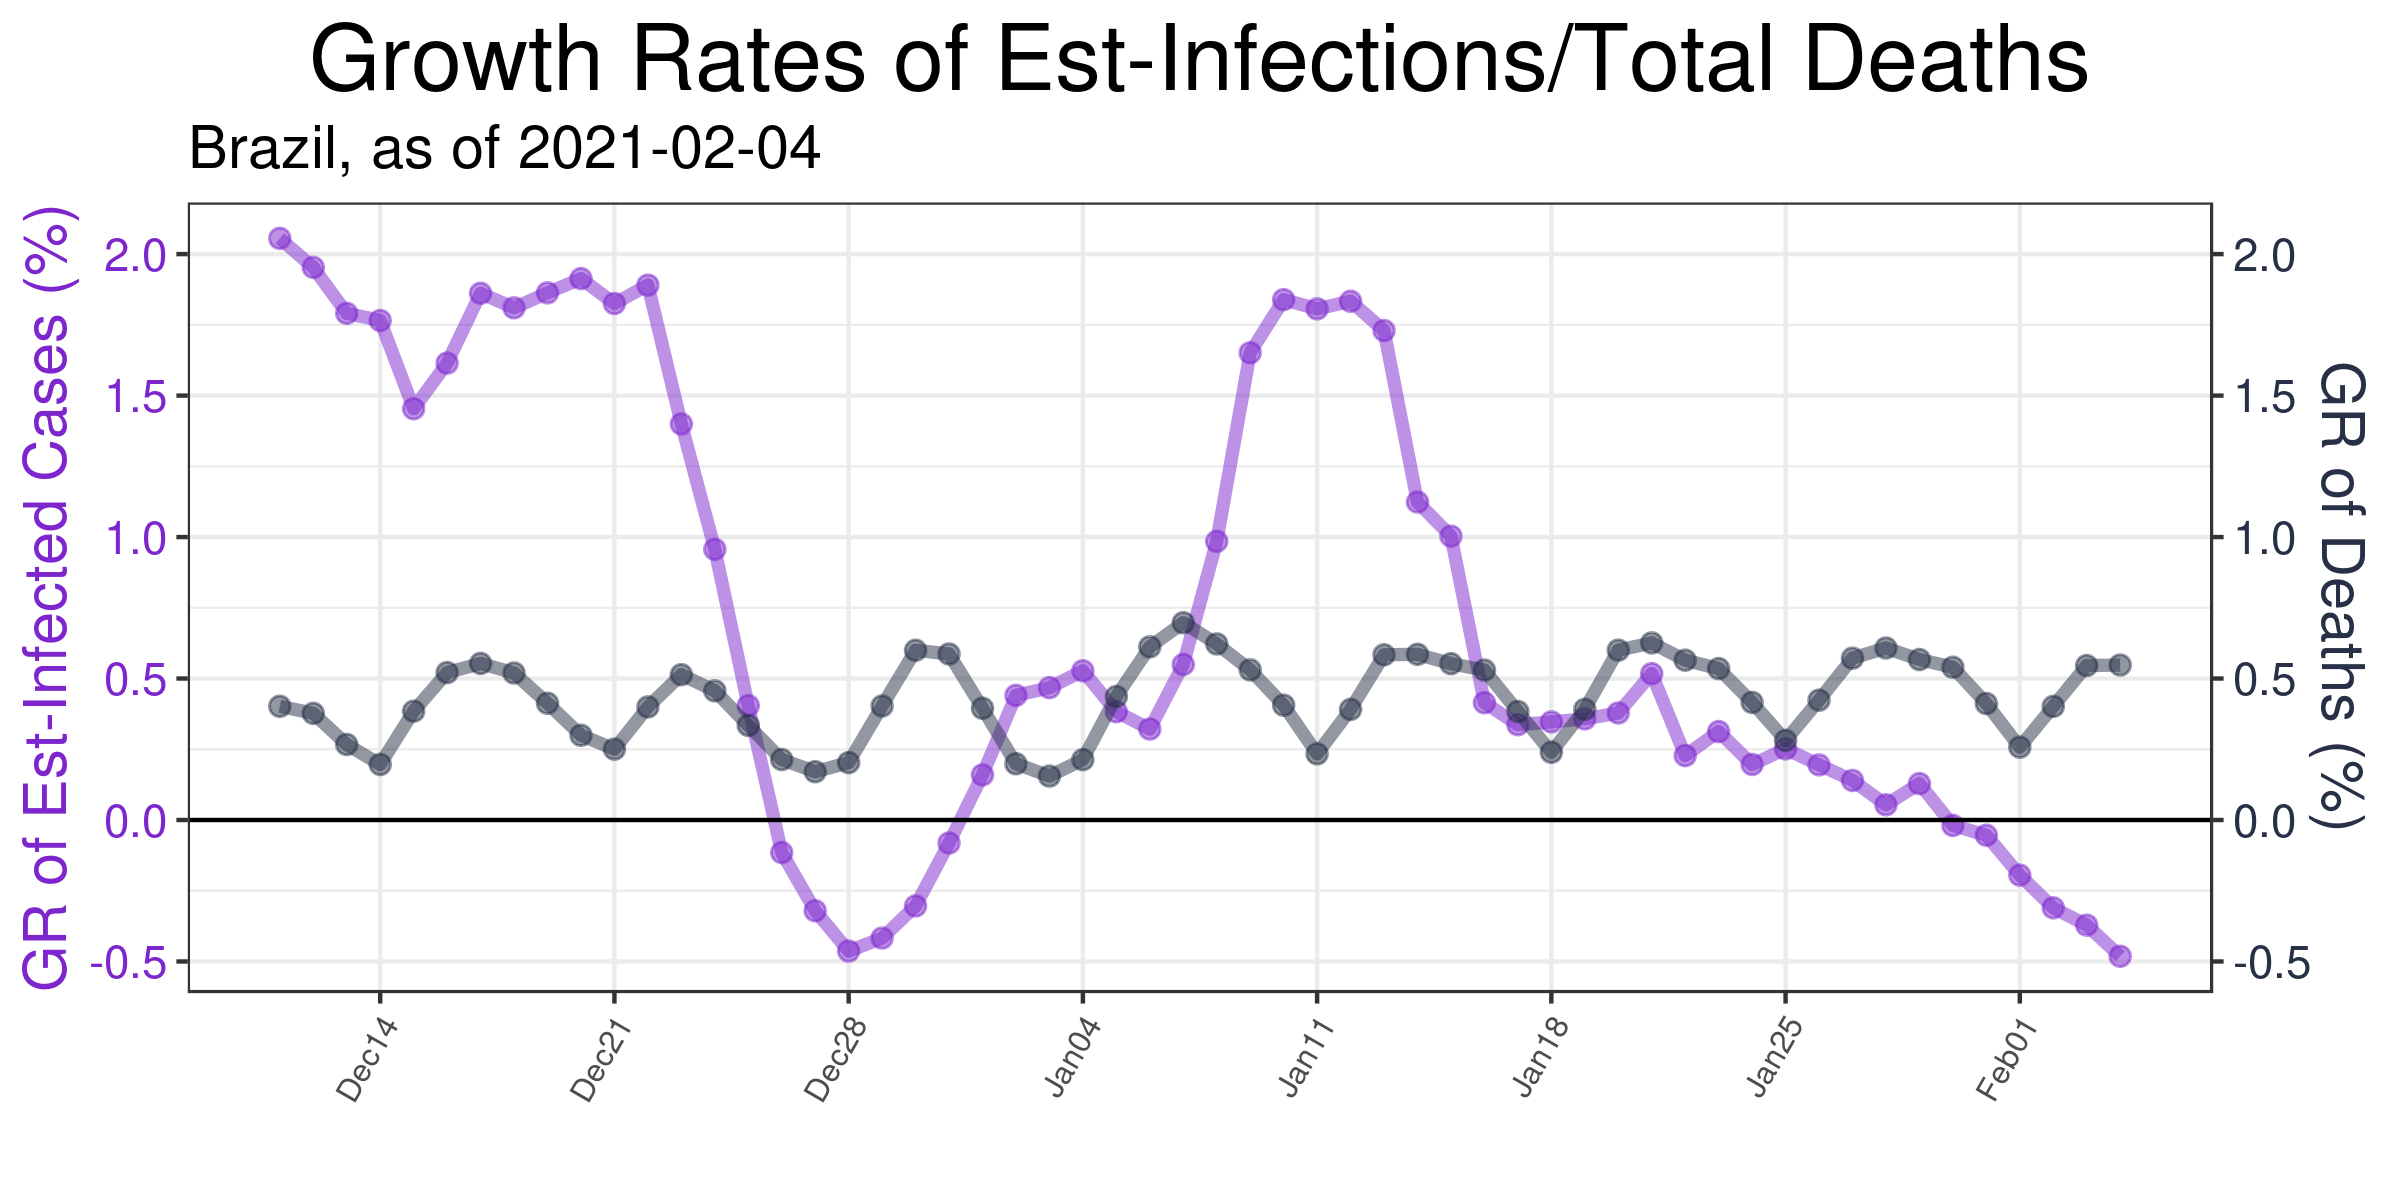 Growth Rates of Est-Infections/Total Deaths
Brazil, as of 2021-02-04
GR of Est-Infected Cases (%)
2.0
1.5
1.0
0.5
0.0
-0.5
2.0
1.5
1.0
0.5
0.0
-0.5
GR of Deaths (%)
Dec14
Dec21
Dec28
Jan04
Jan11
Jan18
Jan25
Feb01